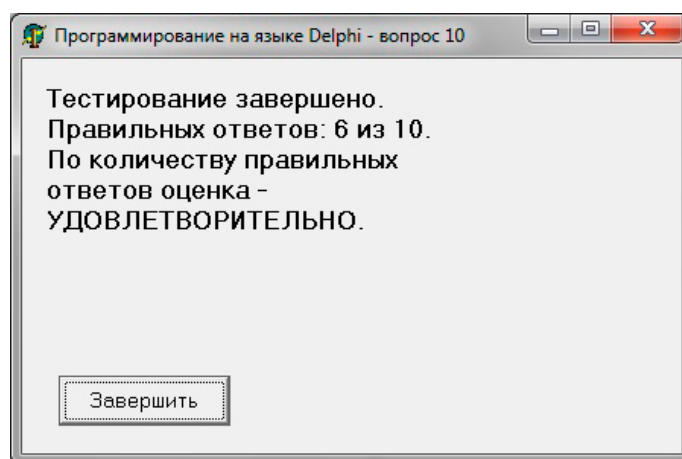 Программирование на языке Delphi - вопрос 10
Тестирование завершено.
Правильных ответов: 6 из 10.
По количеству правильных
ответов оценка -
УДОВЛЕТВОРИТЕЛЬНО.
Завершить